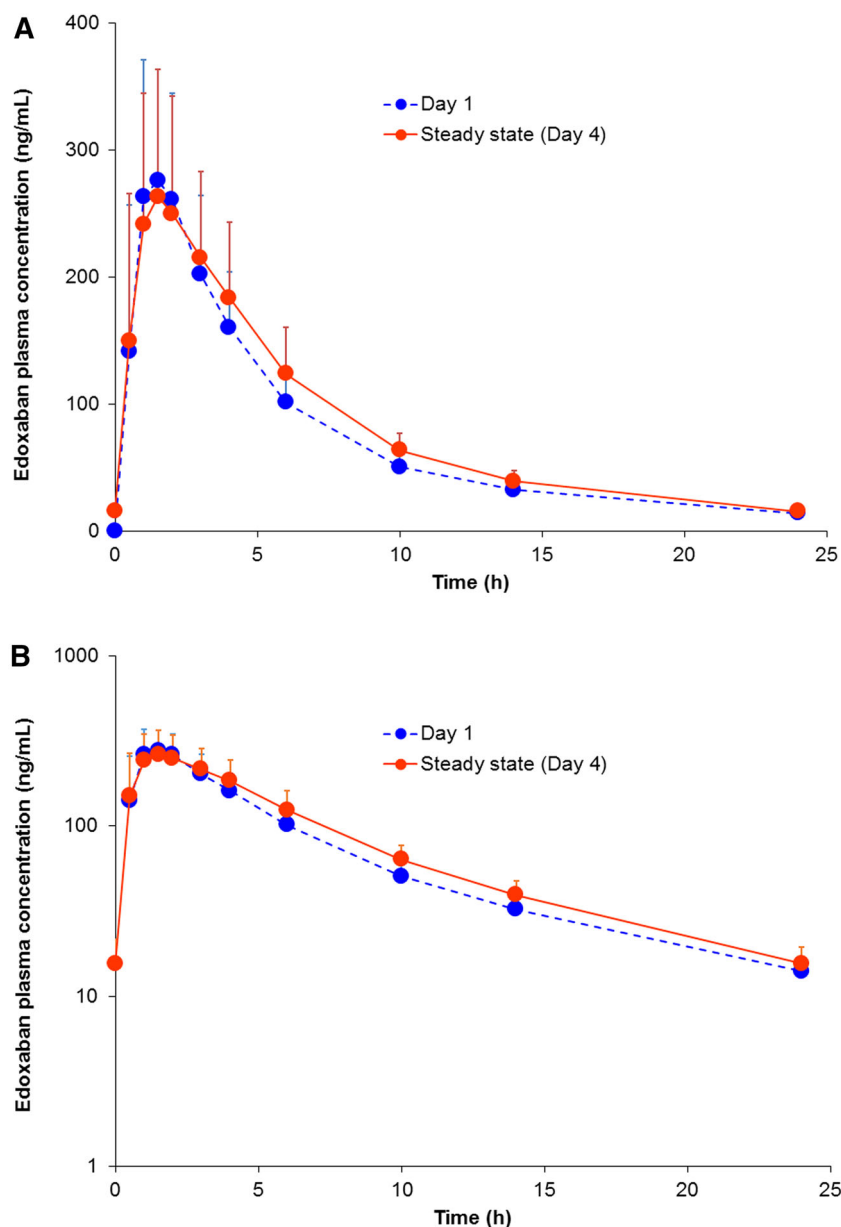 A
Edoxaban plasma concentration (ng/mL)
400
300
200
100
0
Day 1
Steady state (Day 4)
0
5
10
15
20
25
Time (h)
B
Edoxaban plasma concentration (ng/mL)
1000
100
10
1
Day 1
Steady state (Day 4)
0
5
10
15
20
25
Time (h)